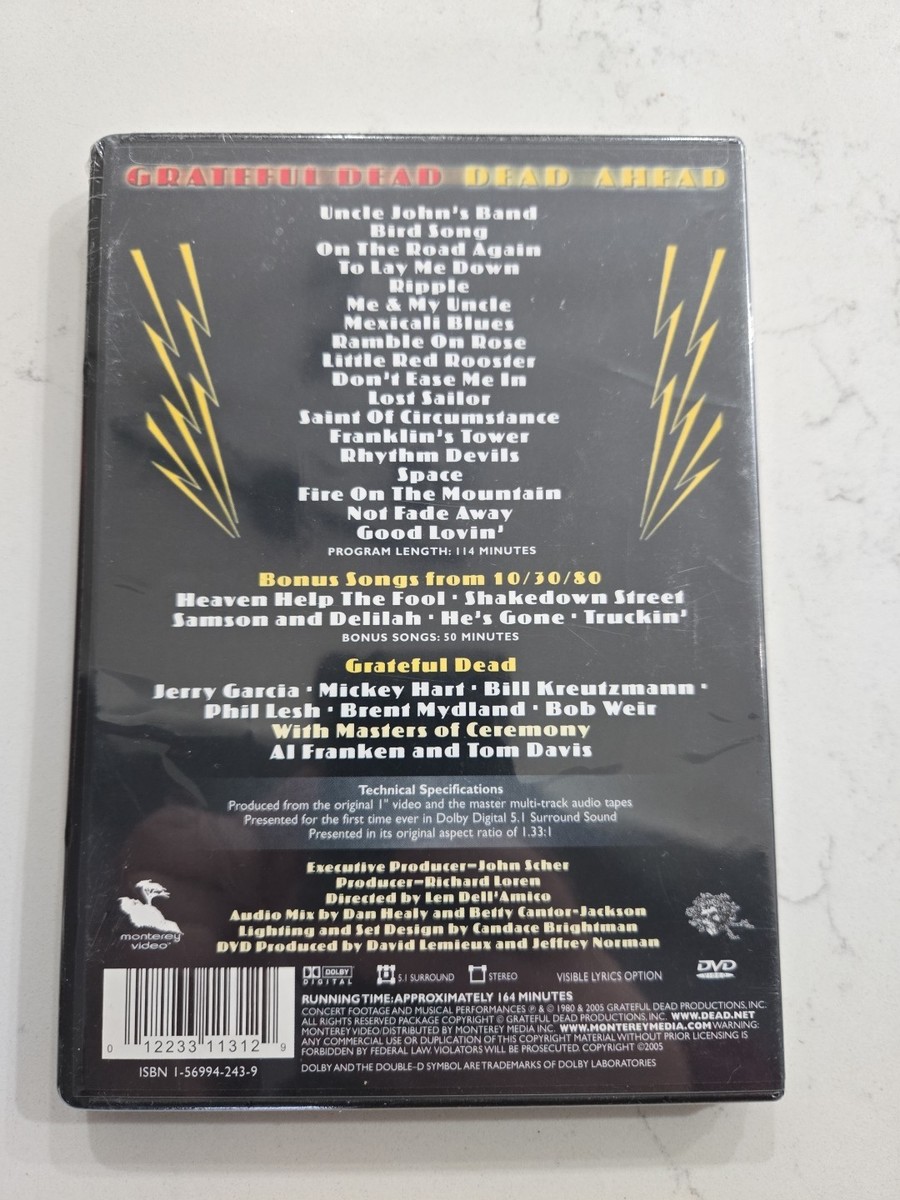 GRATEFUL DEAD DEAD AHEAD
Uncle John's Band
Bird Song
On The Road Again
To Lay Me Down
Ripple
Me & My Uncle
Mexicali Blues
Ramble On Rose
Little Red Rooster
Don't Ease Me In
Lost Sailor
Saint Of Circumstance
Franklin's Tower
Rhythm Devils
Space
Fire On The Mountain
Not Fade Away
Good Lovin'
PROGRAM LENGTH: 114 MINUTES
Bonus Songs from 10/30/80
Heaven Help The Fool · Shakedown Street
Samson and Delilah · He's Gone · Truckin'
BONUS SONGS: 50 MINUTES
Grateful Dead
Jerry Garcia · Mickey Hart · Bill Kreutzmann ·
Phil Lesh · Brent Mydland · Bob Weir
With Masters of Ceremony
Al Franken and Tom Davis
Technical Specifications
Produced from the original 1" video and the master multi-track audio tapes
Presented for the first time ever in Dolby Digital 5.1 Surround Sound
Presented in its original aspect ratio of 1.33:1
Executive Producer–John Scher
Producer–Richard Loren
Directed by Len Dell'Amico
Audio Mix by Dan Healy and Betty Cantor-Jackson
Lighting and Set Design by Candace Brightman
DVD Produced by David Lemieux and Jeffrey Norman
monterey
video
DOLBY
DIGITAL
5.1 SURROUND
STEREO
VISIBLE LYRICS OPTION
DVD
VIDEO
RUNNING TIME: APPROXIMATELY 164 MINUTES
CONCERT FOOTAGE AND MUSICAL PERFORMANCES ℗ & © 1980 & 2005 GRATEFUL DEAD PRODUCTIONS, INC.
ALL RIGHTS RESERVED PACKAGE COPYRIGHT © GRATEFUL DEAD PRODUCTIONS, INC. WWW.DEAD.NET
MONTEREY VIDEO/DISTRIBUTED BY MONTEREY MEDIA INC. WWW.MONTEREYMEDIA.COM WARNING:
ANY COMMERCIAL USE OR DUPLICATION OF THIS COPYRIGHT MATERIAL WITHOUT PRIOR LICENSING IS
FORBIDDEN BY FEDERAL LAW. VIOLATORS WILL BE PROSECUTED. COPYRIGHT ©2005
DOLBY AND THE DOUBLE-D SYMBOL ARE TRADEMARKS OF DOLBY LABORATORIES
0 12233 11312 9
ISBN 1-56994-243-9